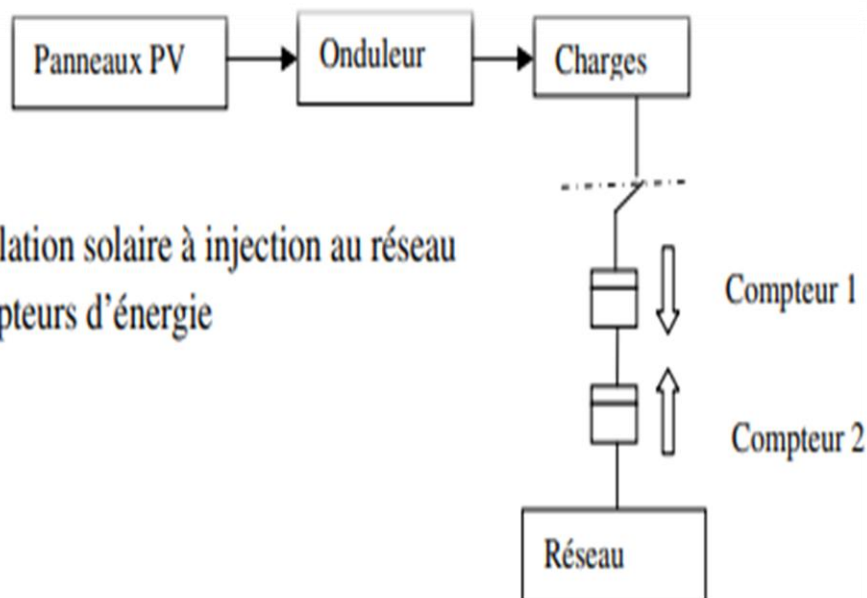 Panneaux PV
Onduleur
Charges
lation solaire à injection au réseau
pteurs d'énergie
Compteur 1
Compteur 2
Réseau